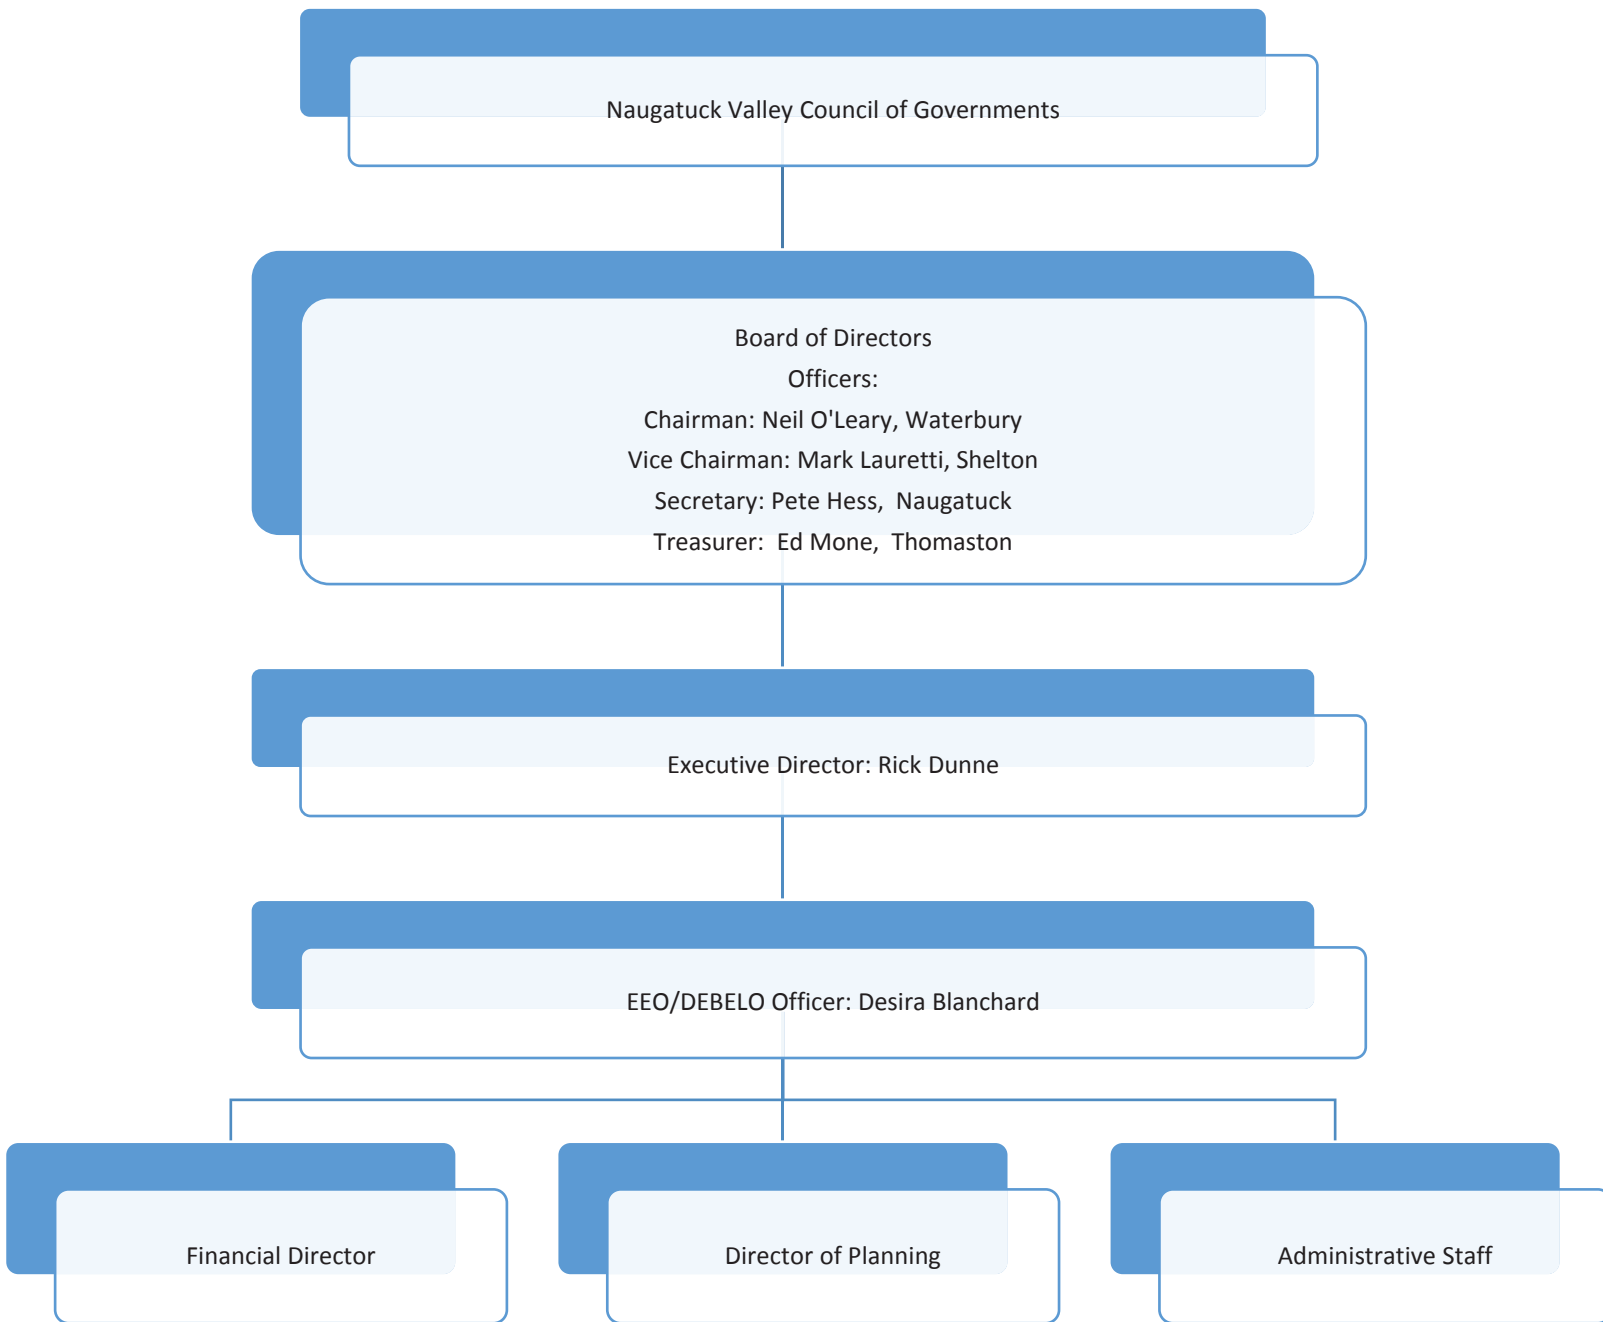 Naugatuck Valley Council of Governments
Board of Directors
Officers:
Chairman: Neil O'Leary, Waterbury
Vice Chairman: Mark Lauretti, Shelton
Secretary: Pete Hess,  Naugatuck
Treasurer:  Ed Mone,  Thomaston
Executive Director: Rick Dunne
EEO/DEBELO Officer: Desira Blanchard
Financial Director
Director of Planning
Administrative Staff